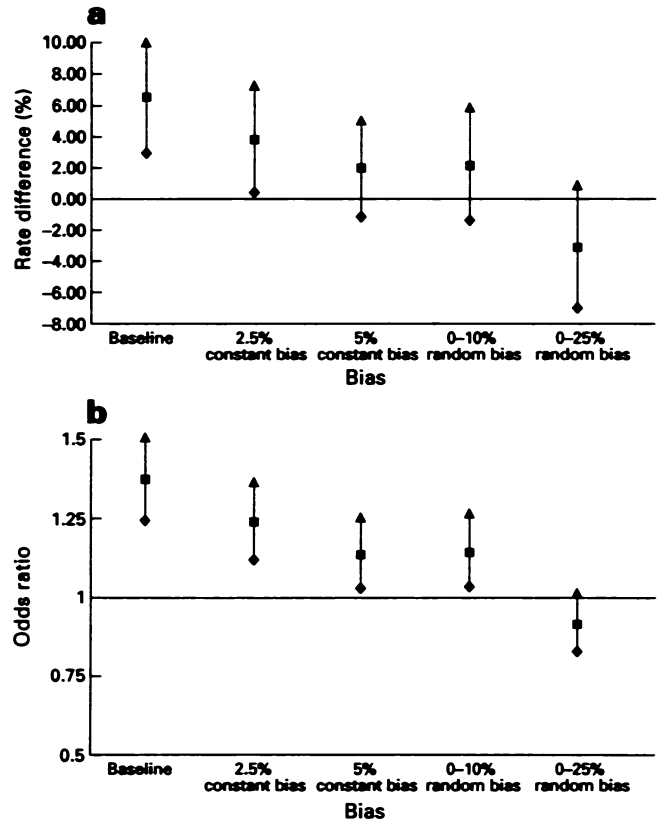 a
10.00
8.00
6.00
4.00
2.00
0.00
–2.00
–4.00
–6.00
–8.00
Rate difference (%)
Baseline 2.5% 5% 0–10% 0–25%
constant bias constant bias random bias random bias
Bias
b
1.5
1.25
1
0.75
0.5
Odds ratio
Baseline 2.5% 5% 0–10% 0–25%
constant bias constant bias random bias random bias
Bias